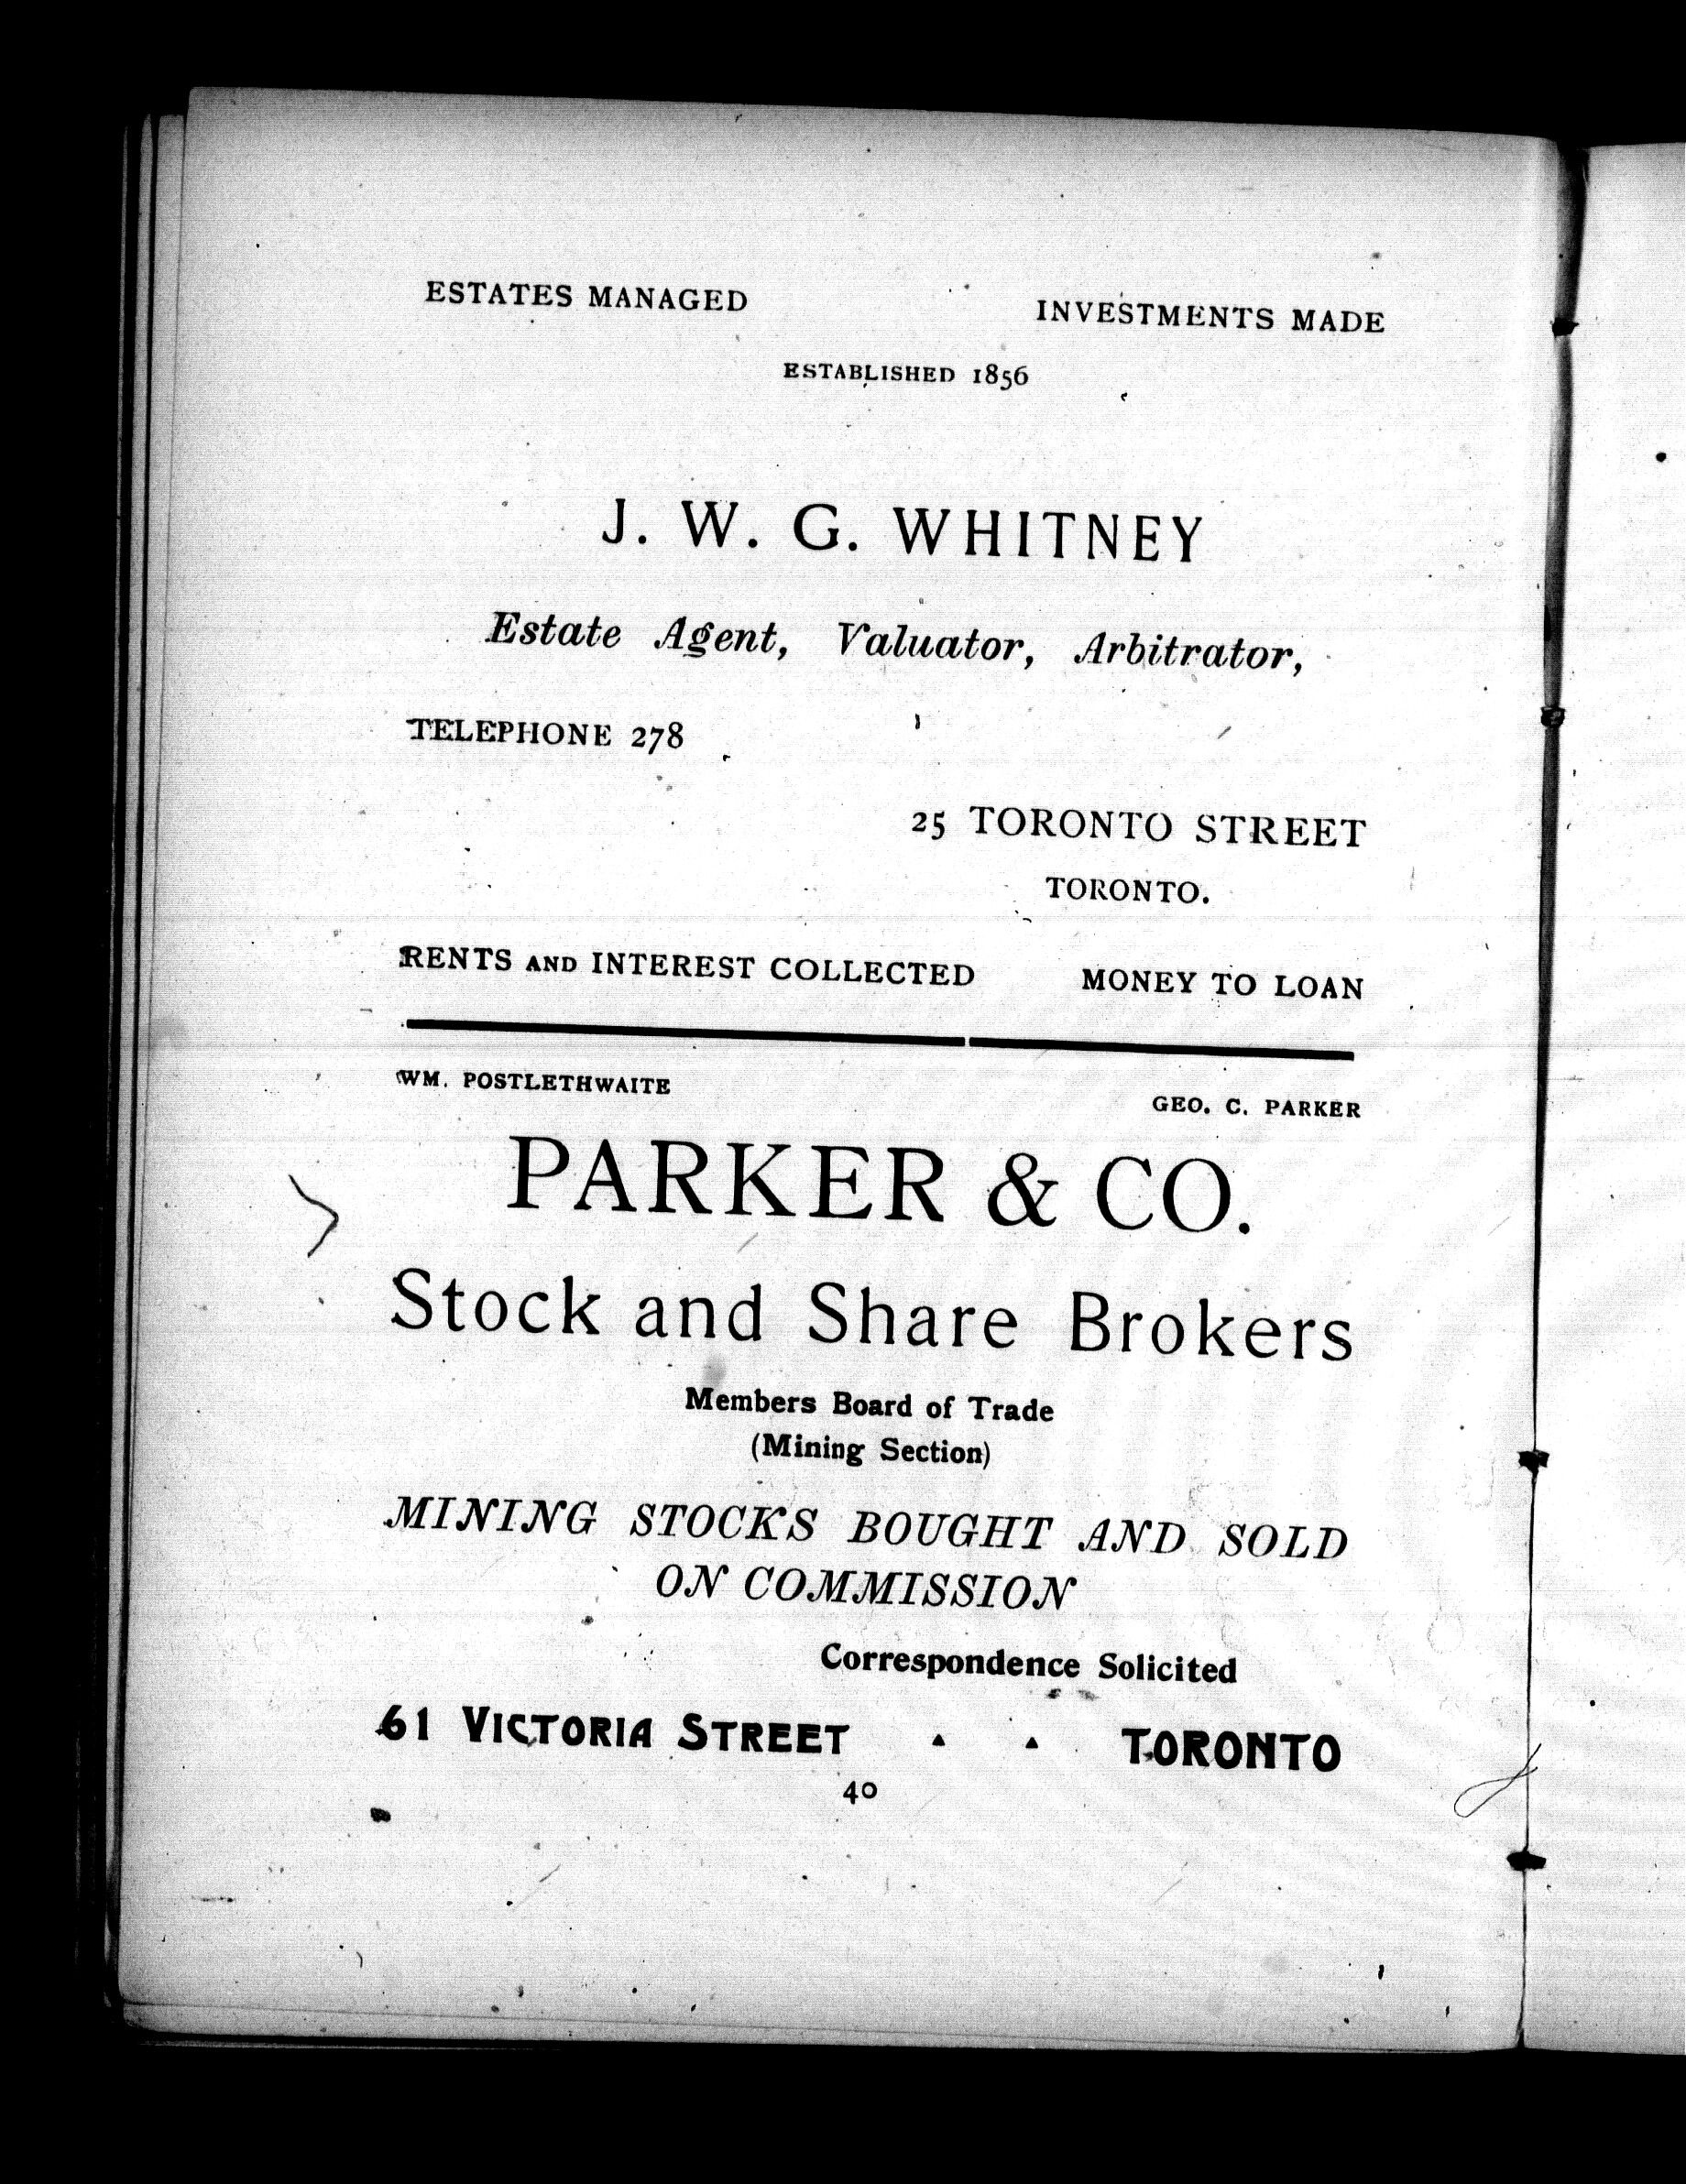 ESTATES MANAGED INVESTMENTS MADE
ESTABLISHED 1856
J. W. G. WHITNEY
Estate Agent, Valuator, Arbitrator,
TELEPHONE 278
25 TORONTO STREET
TORONTO.
RENTS AND INTEREST COLLECTED MONEY TO LOAN
WM. POSTLETHWAITE GEO. C. PARKER
PARKER & CO.
Stock and Share Brokers
Members Board of Trade
(Mining Section)
MINING STOCKS BOUGHT AND SOLD
ON COMMISSION
Correspondence Solicited
61 VICTORIA STREET TORONTO
40